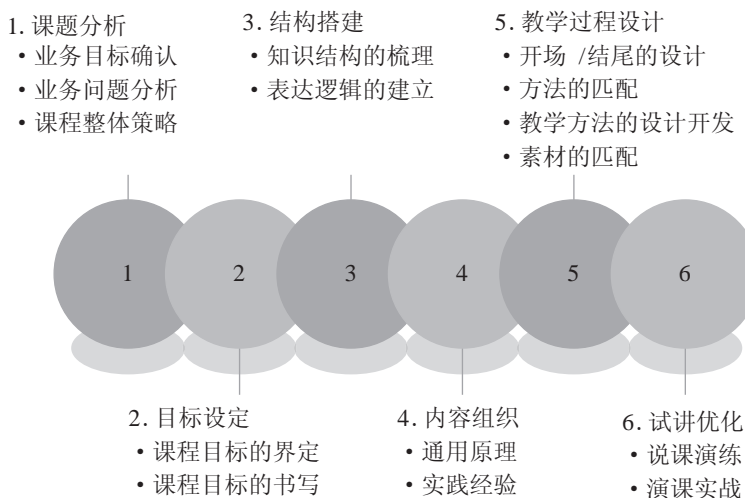 1. 课题分析
• 业务目标确认
• 业务问题分析
• 课程整体策略
3. 结构搭建
• 知识结构的梳理
• 表达逻辑的建立
5. 教学过程设计
• 开场 /结尾的设计
• 方法的匹配
• 教学方法的设计开发
• 素材的匹配
1
2
3
4
5
6
2. 目标设定
• 课程目标的界定
• 课程目标的书写
4. 内容组织
• 通用原理
• 实践经验
6. 试讲优化
• 说课演练
• 演课实战